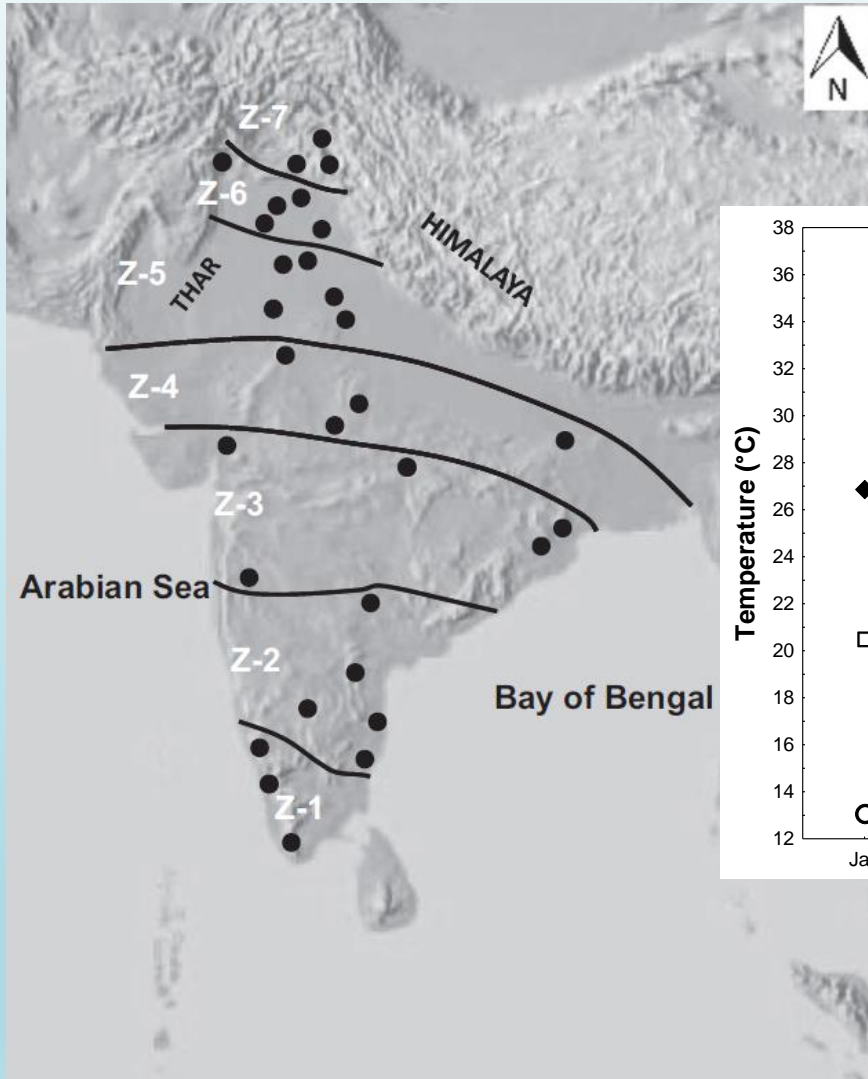 N
Z-7
Z-6
HIMALAYA
Z-5
THAR
Z-4
Z-3
Arabian Sea
Z-2
Bay of Bengal
Z-1
Temperature (°C)
38
36
34
32
30
28
26
24
22
20
18
16
14
12
Ja